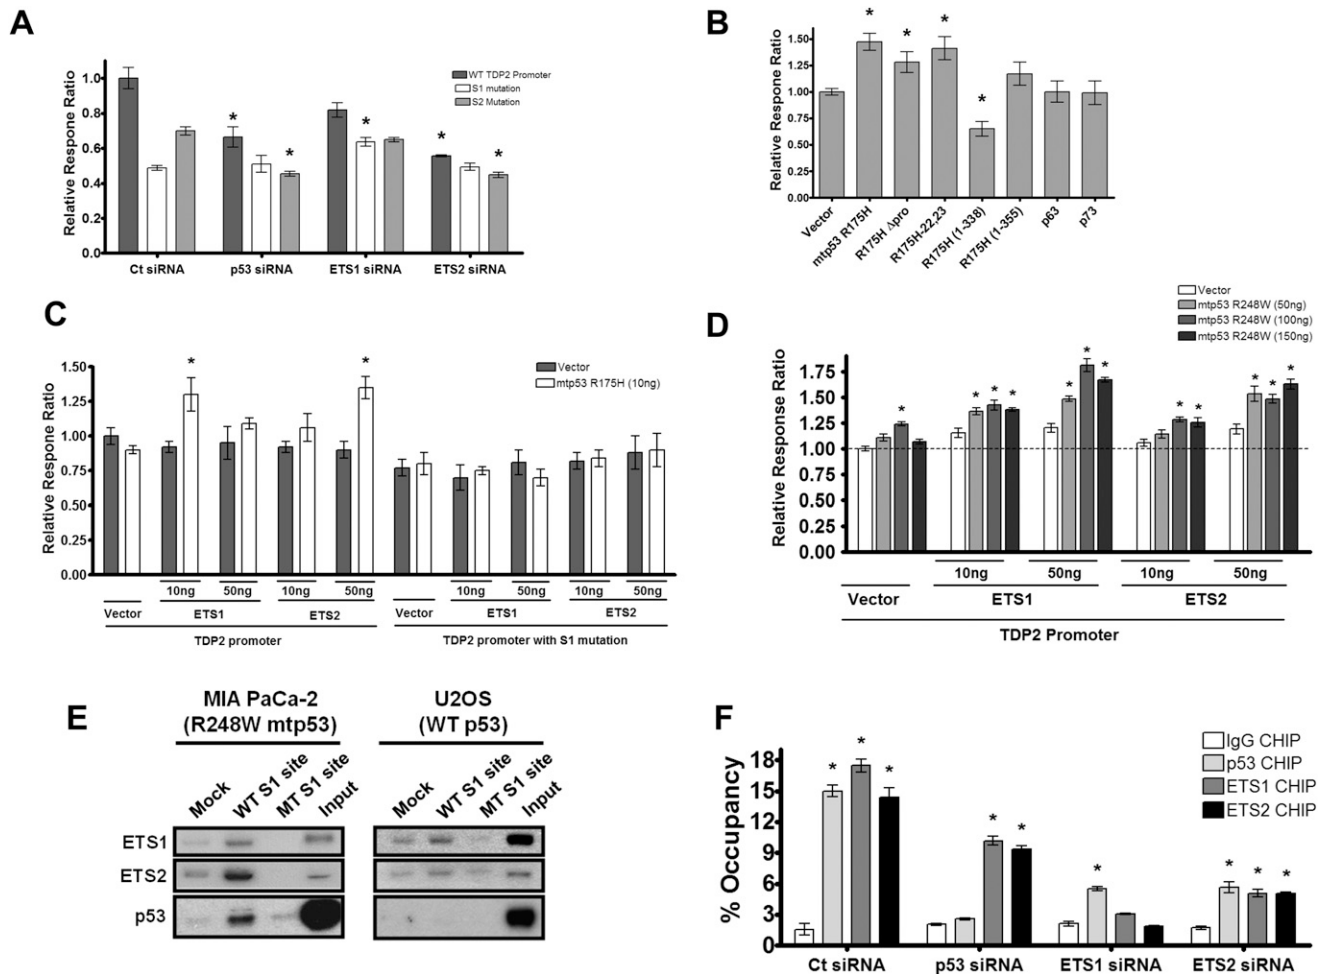 A
Relative Respone Ratio
1.0
0.8
0.6
0.4
0.2
0.0
WT TDP2 Promoter
S1 mutation
S2 Mutation
* * * * *
Ct siRNA p53 siRNA ETS1 siRNA ETS2 siRNA
B
Relative Respone Ratio
1.50
1.25
1.00
0.75
0.50
0.25
0.00
* * * *
Vector
mtp53 R175H
R175H Δpro
R175H-22,23
R175H (1-338)
R175H (1-355)
p63
p73
C
Relative Response Ratio
1.50
1.25
1.00
0.75
0.50
0.25
0.00
Vector
mtp53 R175H (10ng)
* *
10ng 50ng 10ng 50ng 10ng 50ng 10ng 50ng
Vector ETS1 ETS2 Vector ETS1 ETS2
TDP2 promoter TDP2 promoter with S1 mutation
D
Vector
mtp53 R248W (50ng)
mtp53 R248W (100ng)
mtp53 R248W (150ng)
Relative Response Ratio
1.75
1.50
1.25
1.00
0.75
0.50
0.25
0.00
* * * * * * * * * * * *
10ng 50ng 10ng 50ng
Vector ETS1 ETS2
TDP2 Promoter
E
MIA PaCa-2
(R248W mtp53)
U2OS
(WT p53)
Mock
WT S1 site
MT S1 site
Input
Mock
WT S1 site
MT S1 site
Input
ETS1
ETS2
p53
F
% Occupancy
18
15
12
9
6
3
0
IgG CHIP
p53 CHIP
ETS1 CHIP
ETS2 CHIP
* * * * * * * * *
Ct siRNA p53 siRNA ETS1 siRNA ETS2 siRNA